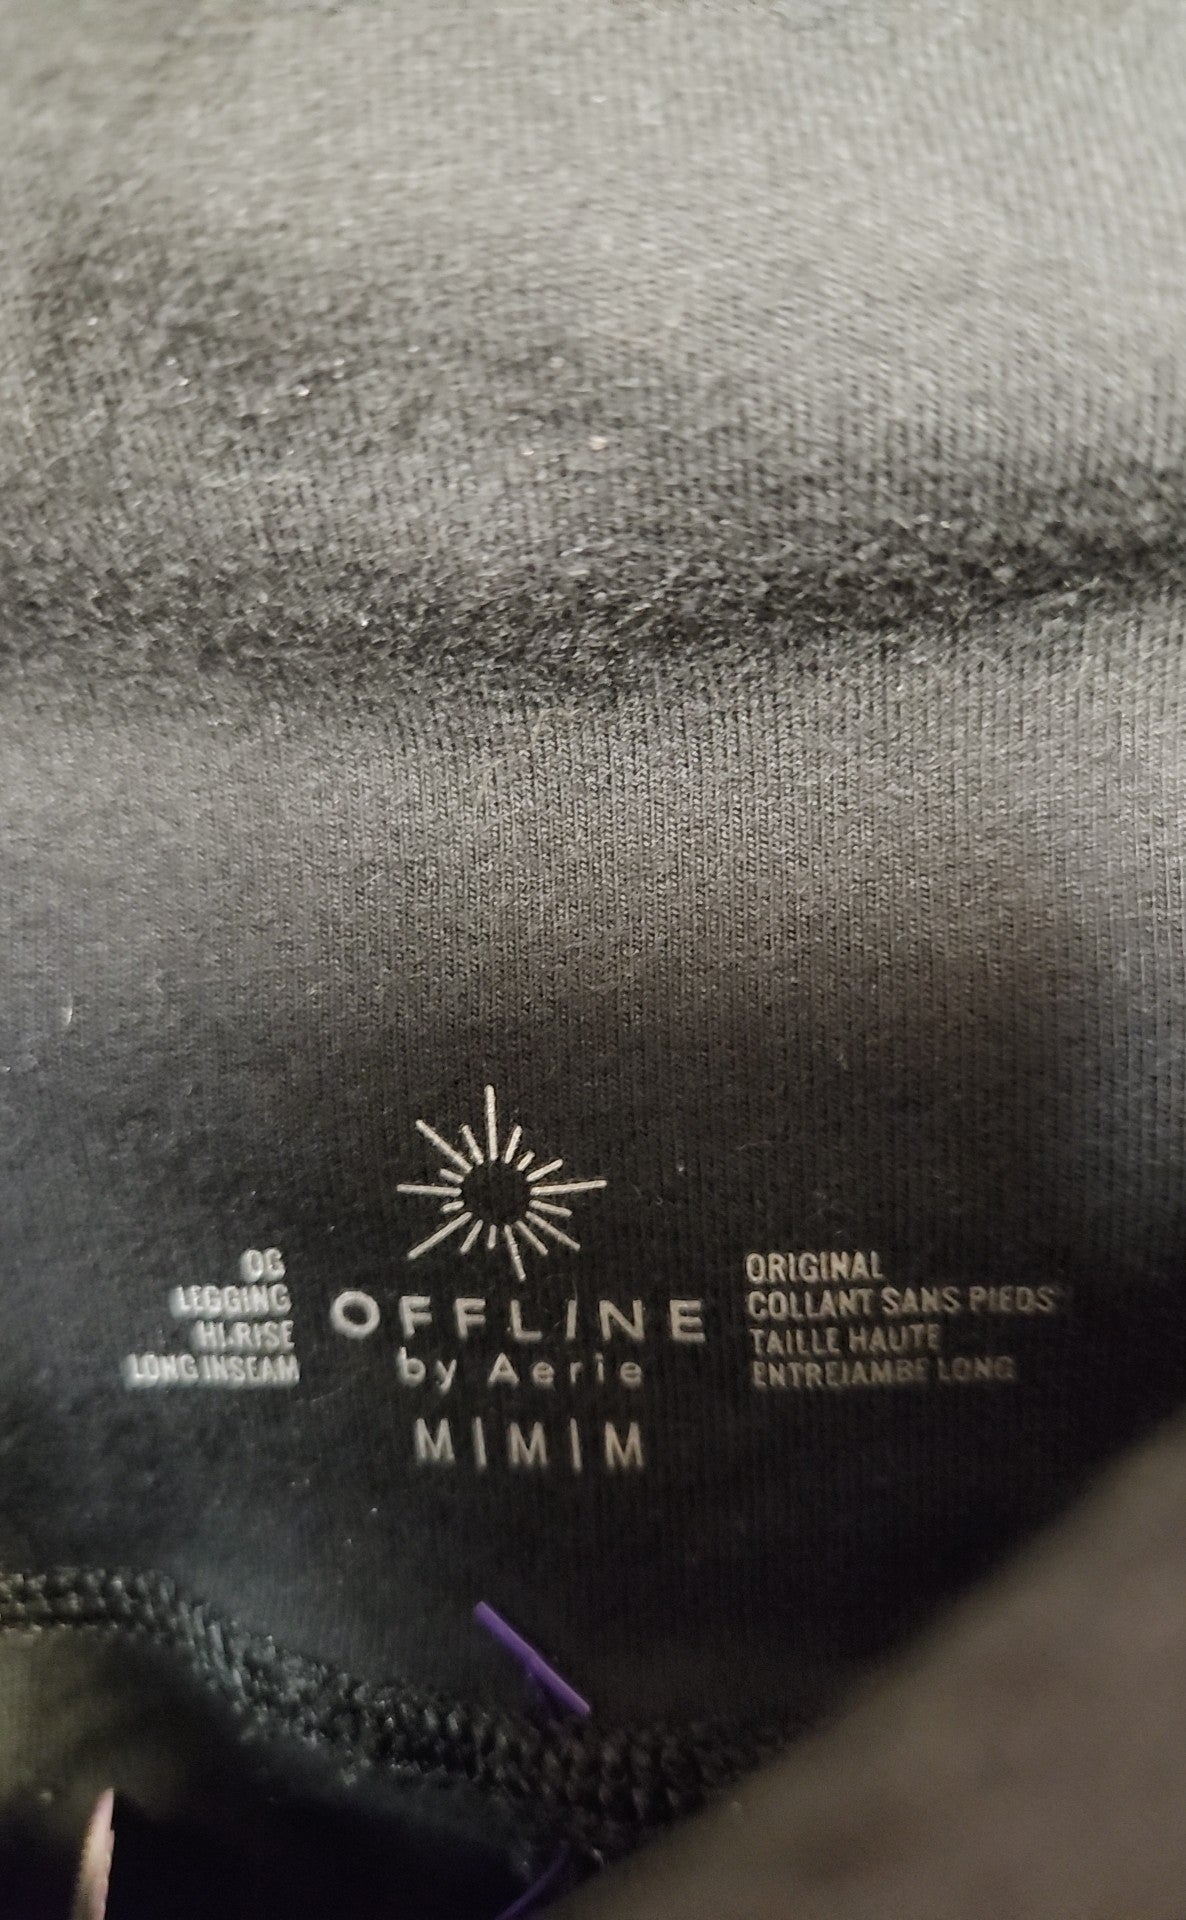 OG
LEGGING
HI-RISE
LONG INSEAM
OFFLINE
by Aerie
M|M|M
ORIGINAL
COLLANT SANS PIEDS
TAILLE HAUTE
ENTREJAMBE LONG